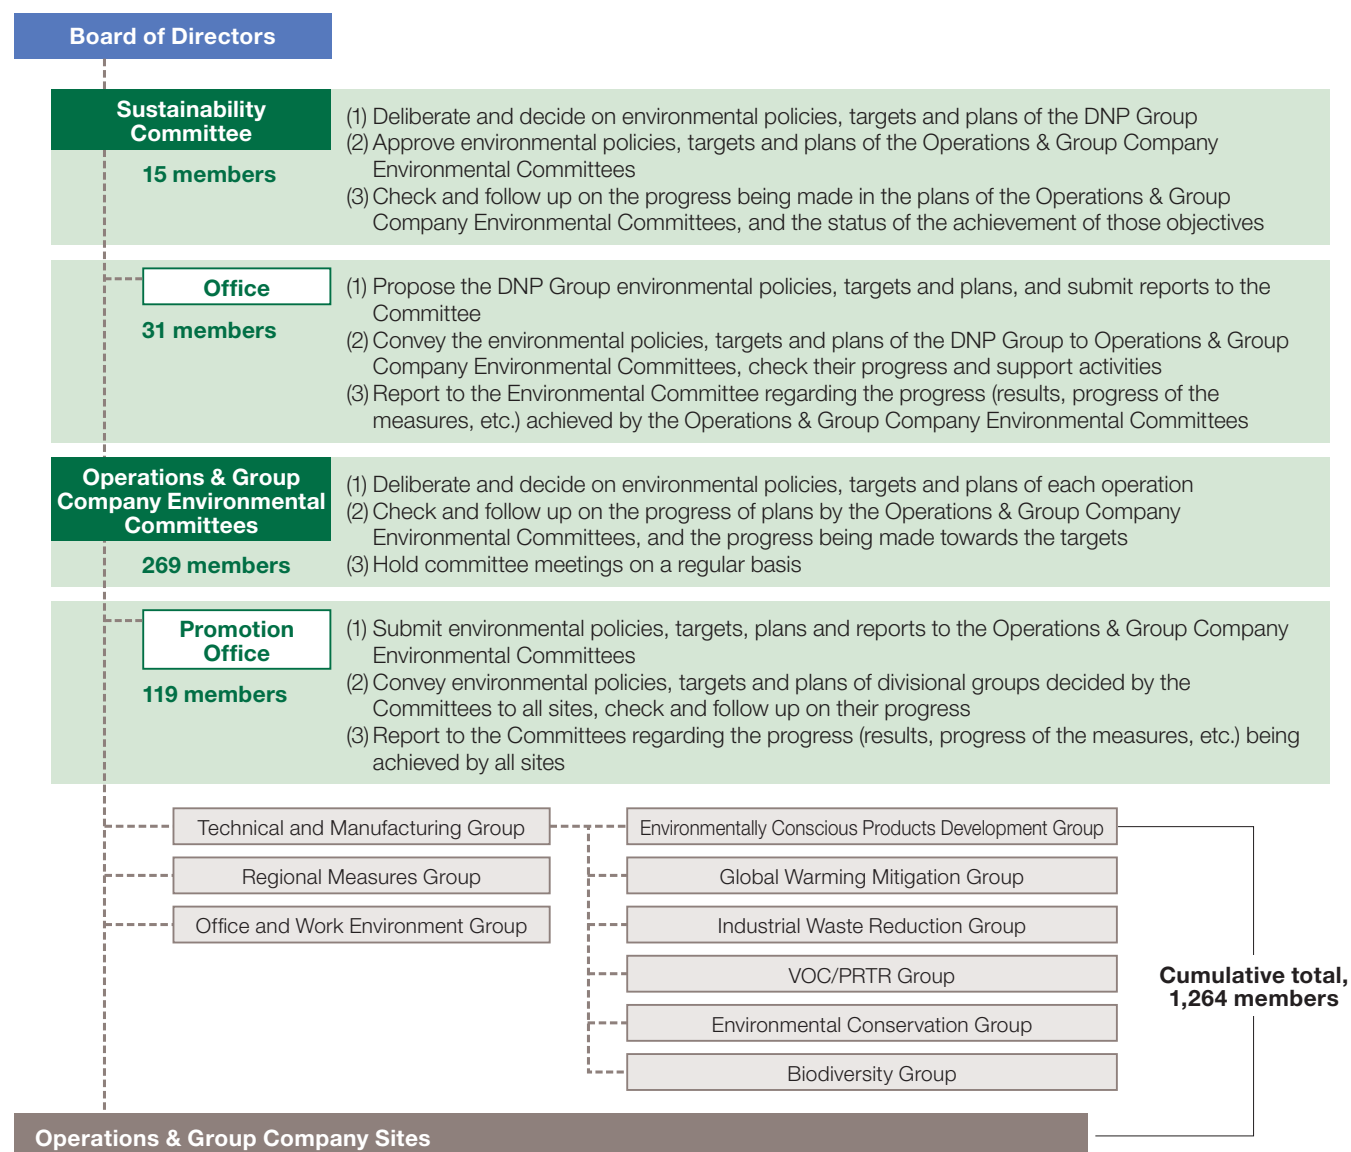 Board of Directors
Sustainability
Committee
15 members
(1) Deliberate and decide on environmental policies, targets and plans of the DNP Group
(2) Approve environmental policies, targets and plans of the Operations & Group Company
Environmental Committees
(3) Check and follow up on the progress being made in the plans of the Operations & Group
Company Environmental Committees, and the status of the achievement of those objectives
Office
31 members
(1) Propose the DNP Group environmental policies, targets and plans, and submit reports to the
Committee
(2) Convey the environmental policies, targets and plans of the DNP Group to Operations & Group
Company Environmental Committees, check their progress and support activities
(3) Report to the Environmental Committee regarding the progress (results, progress of the
measures, etc.) achieved by the Operations & Group Company Environmental Committees
Operations & Group
Company Environmental
Committees
269 members
(1) Deliberate and decide on environmental policies, targets and plans of each operation
(2) Check and follow up on the progress of plans by the Operations & Group Company
Environmental Committees, and the progress being made towards the targets
(3) Hold committee meetings on a regular basis
Promotion
Office
119 members
(1) Submit environmental policies, targets, plans and reports to the Operations & Group Company
Environmental Committees
(2) Convey environmental policies, targets and plans of divisional groups decided by the
Committees to all sites, check and follow up on their progress
(3) Report to the Committees regarding the progress (results, progress of the measures, etc.) being
achieved by all sites
Technical and Manufacturing Group
Regional Measures Group
Office and Work Environment Group
Environmentally Conscious Products Development Group
Global Warming Mitigation Group
Industrial Waste Reduction Group
VOC/PRTR Group
Environmental Conservation Group
Biodiversity Group
Cumulative total,
1,264 members
Operations & Group Company Sites